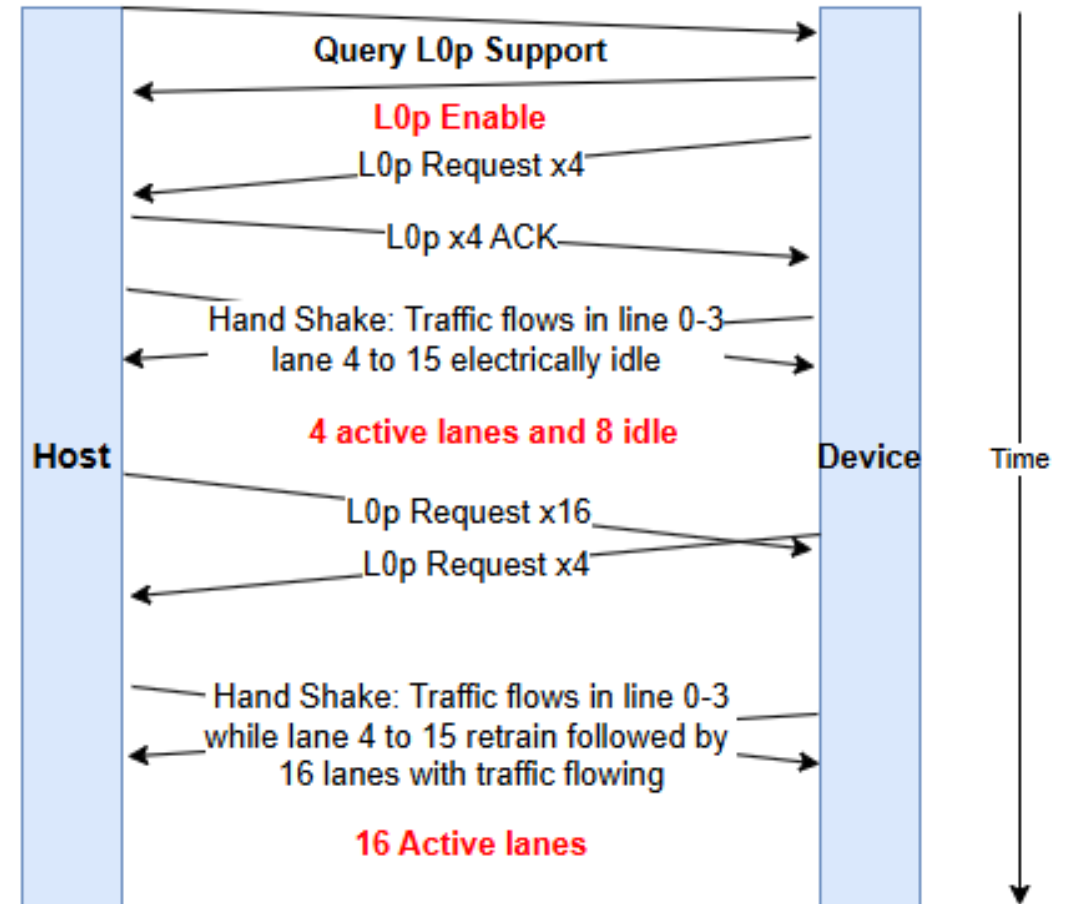 Query L0p Support
L0p Enable
L0p Request x4
L0p x4 ACK
Hand Shake: Traffic flows in line 0-3
lane 4 to 15 electrically idle
4 active lanes and 8 idle
Host
Device
Time
L0p Request x16
L0p Request x4
Hand Shake: Traffic flows in line 0-3
while lane 4 to 15 retrain followed by
16 lanes with traffic flowing
16 Active lanes